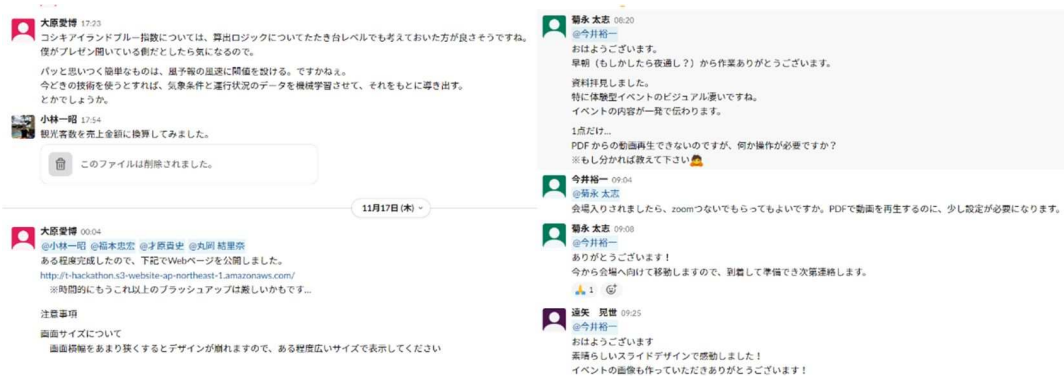 大原愛博 17:23
コシキアイランドブルー指数については、算出ロジックについてたたき台レベルでも考えておいた方が良さそうですね。
僕がプレゼン聞いている側だとしたら気になるので。
パッと思いつく簡単なものは、風予報の風速に閾値を設ける。ですかねぇ。
今どきの技術を使うとすれば、気象条件と運行状況のデータを機械学習させて、それをもとに導き出す。
とかでしょうか。
小林一昭 17:54
観光客数を売上金額に換算してみました。
このファイルは削除されました。
11月17日 (木)
大原愛博 00:04
@小林一昭 @福本忠宏 @才原貴史 @丸岡 結里奈
ある程度完成したので、下記でWebページを公開しました。
http://t-hackathon.s3-website-ap-northeast-1.amazonaws.com/
※時間的にもうこれ以上のブラッシュアップは厳しいかもです...
注意事項
画面サイズについて
画面横幅をあまり狭くするとデザインが崩れますので、ある程度広いサイズで表示してください
菊永 太志 08:20
@今井裕一
おはようございます。
早朝（もしかしたら夜通し？）から作業ありがとうございます。
資料拝見しました。
特に体験型イベントのビジュアル凄いですね。
イベントの内容が一発で伝わります。
1点だけ...
PDF からの動画再生できないのですが、何か操作が必要ですか？
※もし分かれば教えて下さい🙇
今井裕一 09:04
@菊永 太志
会場入りされましたら、zoomつないでもらってもよいですか。PDFで動画を再生するのに、少し設定が必要になります。
菊永 太志 09:08
@今井裕一
ありがとうございます！
今から会場へ向けて移動しますので、到着して準備でき次第連絡します。
🙏 1
遠矢 晃世 09:25
@今井裕一
おはようございます
素晴らしいスライドデザインで感動しました！
イベントの画像も作っていただきありがとうございます！